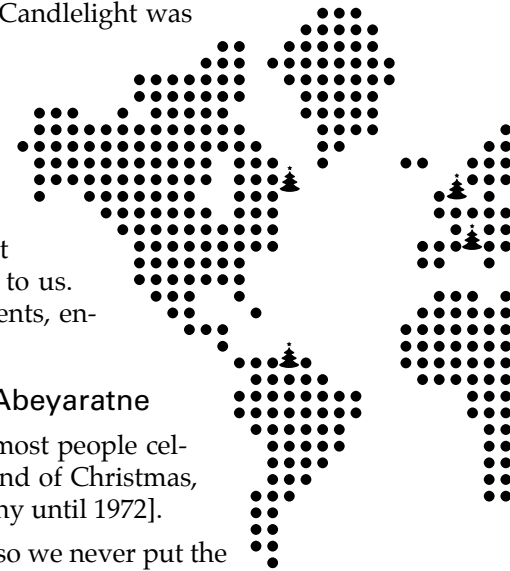 Candlelight was
t
to us.
ents, en-
Abeyaratne
most people cel-
nd of Christmas,
ny until 1972].
so we never put the